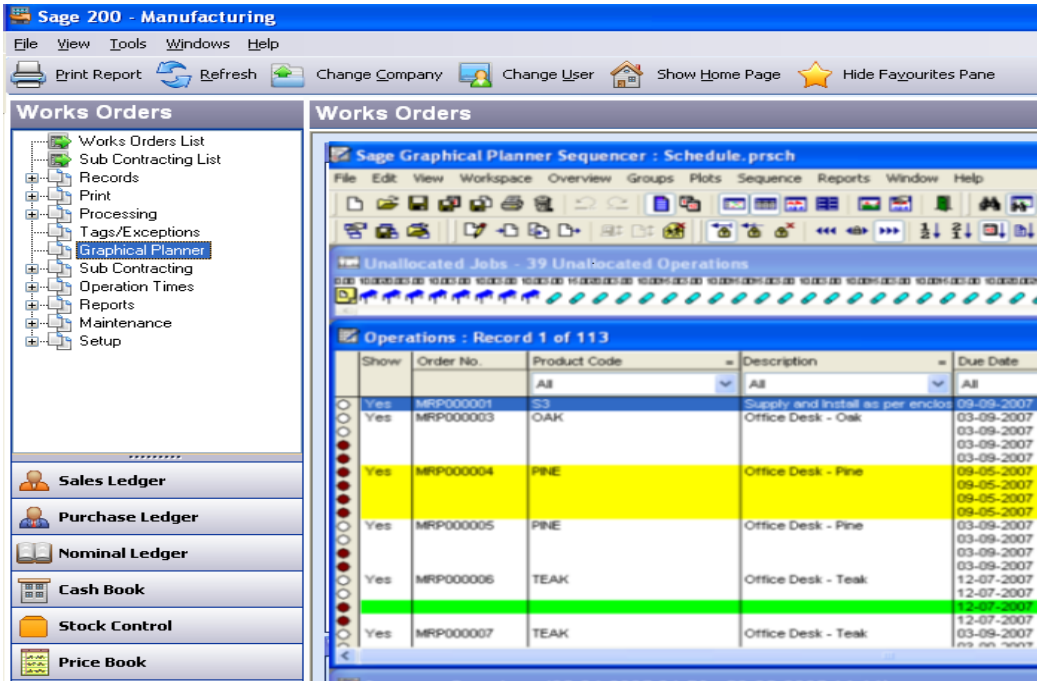 Sage 200 - Manufacturing
File View Tools Windows Help
Print Report Refresh Change Company Change User Show Home Page Hide Favourites Pane
Works Orders
Works Orders List
Sub Contracting List
Records
Print
Processing
Tags/Exceptions
Graphical Planner
Sub Contracting
Operation Times
Reports
Maintenance
Setup
Sales Ledger
Purchase Ledger
Nominal Ledger
Cash Book
Stock Control
Price Book
Works Orders
Sage Graphical Planner Sequencer : Schedule.prsch
File Edit View Workspace Overview Groups Plots Sequence Reports Window Help
Unallocated Jobs - 39 Unallocated Operations
Operations : Record 1 of 113
Show Order No. Product Code = Description = Due Date
All All All
Yes MRP000001 S3 Supply and Install as per enclos 09-09-2007
Yes MRP000003 OAK Office Desk - Oak 03-09-2007
03-09-2007
03-09-2007
03-09-2007
Yes MRP000004 PINE Office Desk - Pine 09-05-2007
09-05-2007
09-05-2007
09-05-2007
Yes MRP000005 PINE Office Desk - Pine 03-09-2007
03-09-2007
03-09-2007
03-09-2007
Yes MRP000006 TEAK Office Desk - Teak 12-07-2007
12-07-2007
12-07-2007
12-07-2007
Yes MRP000007 TEAK Office Desk - Teak 03-09-2007